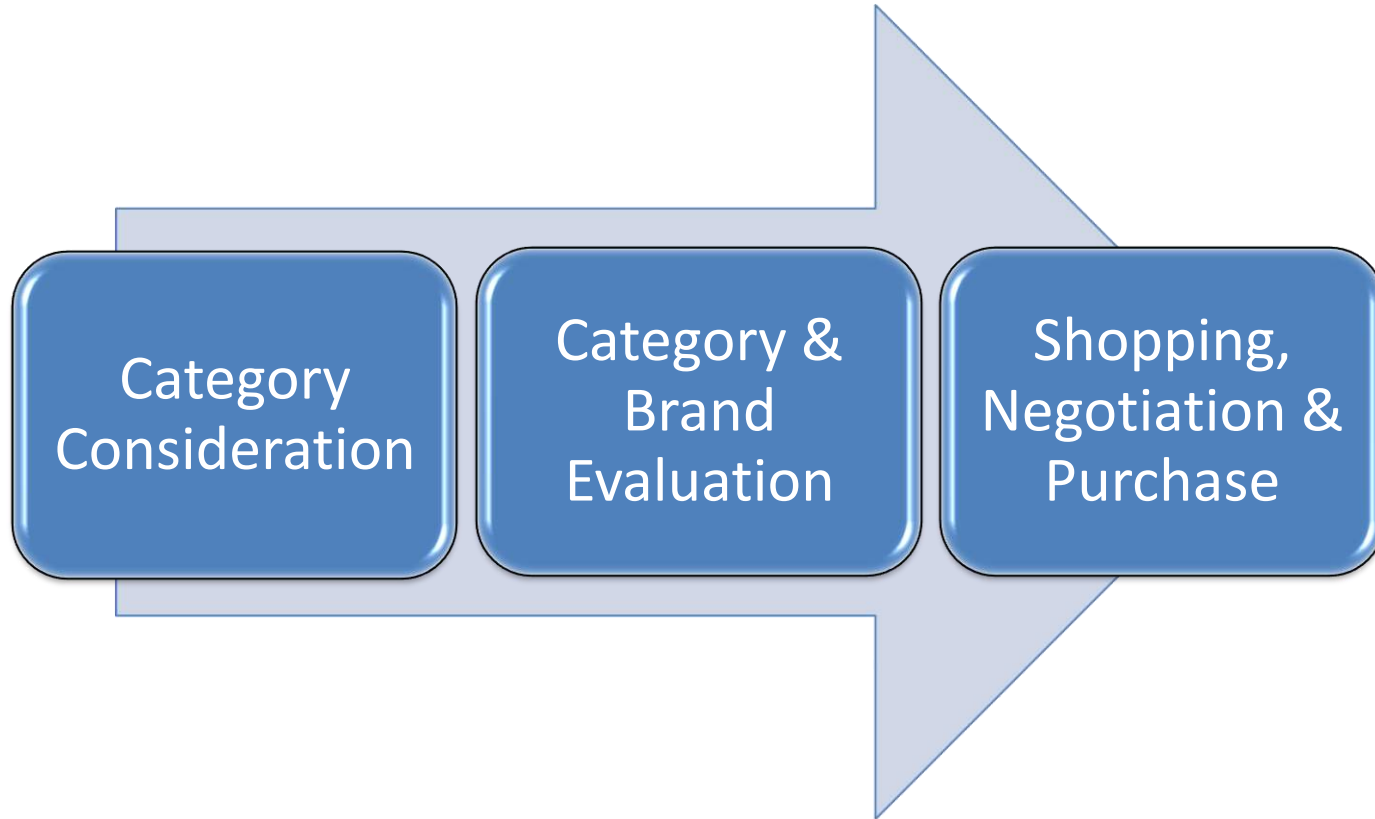 Category
Consideration
Category &
Brand
Evaluation
Shopping,
Negotiation &
Purchase